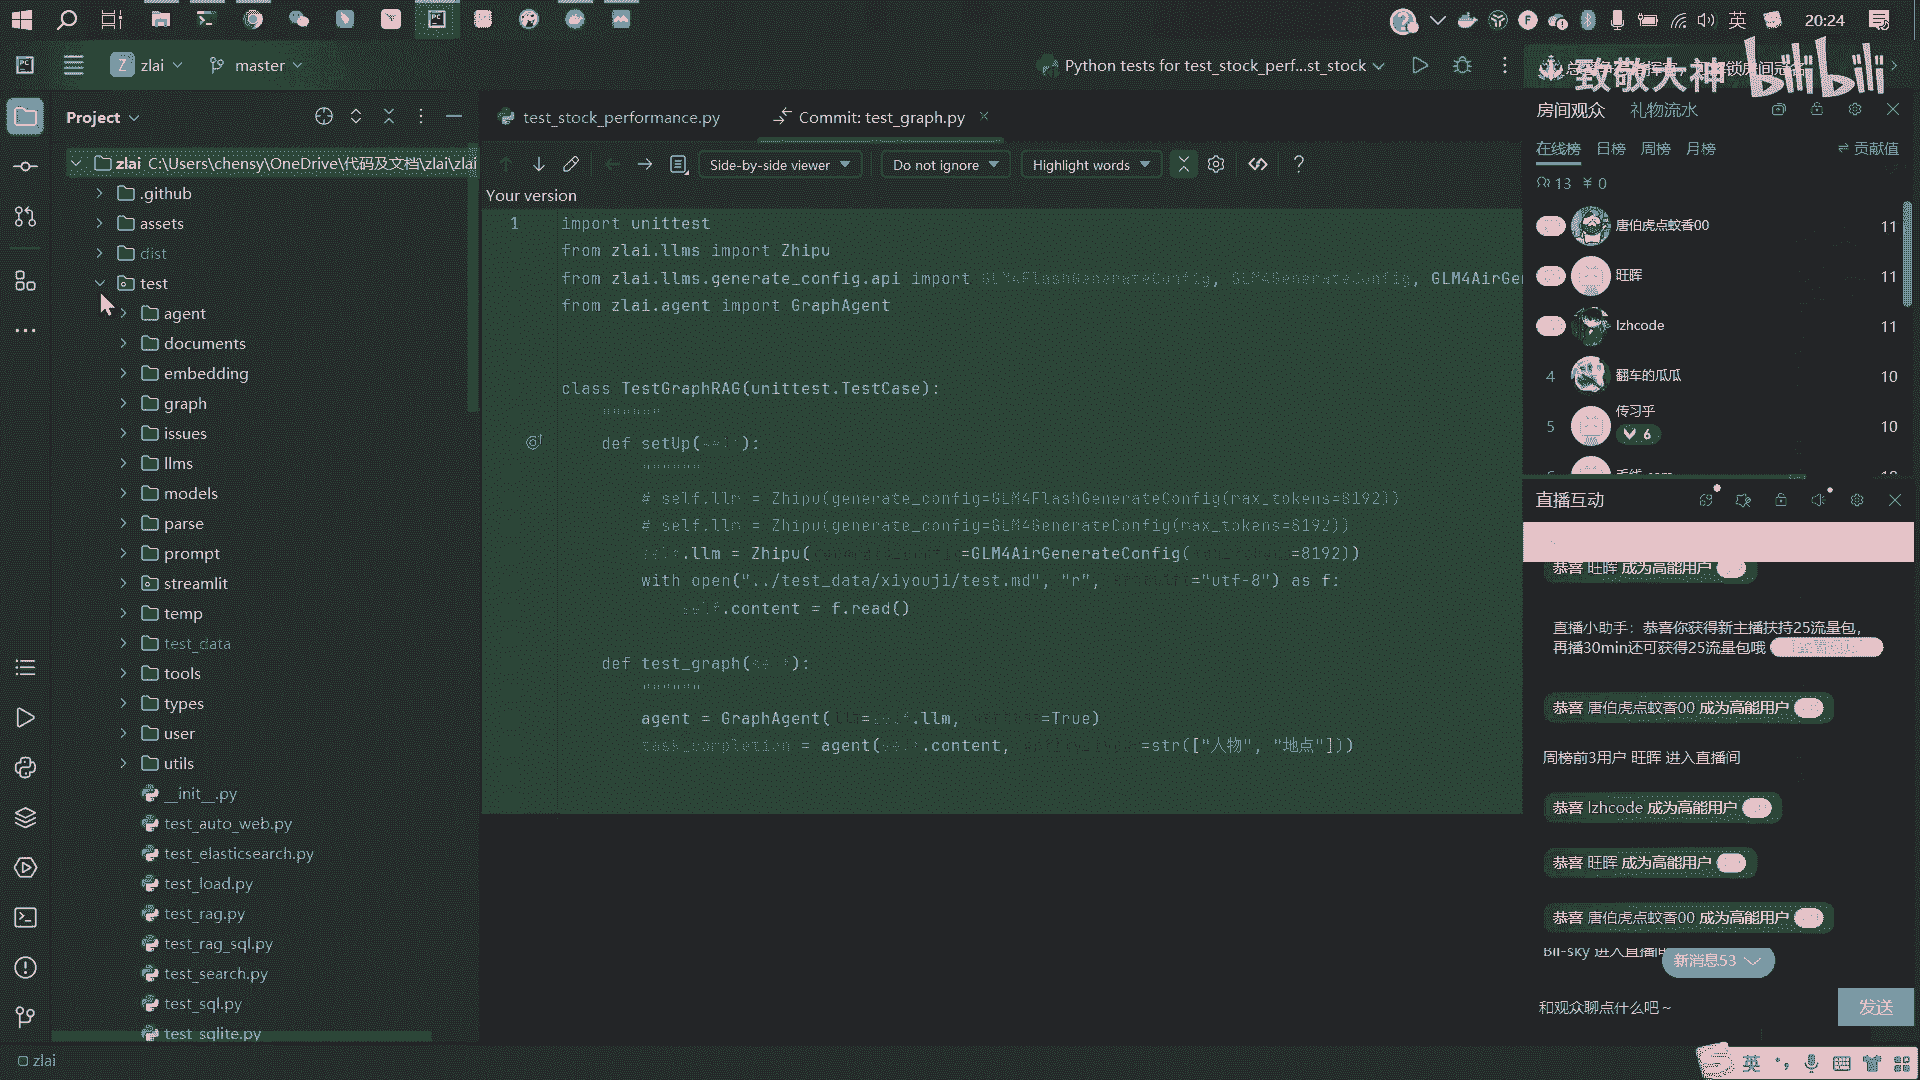 英
20:24
zlai
master
Python tests for test_stock_perf...st_stock
致敬大神 bilibili
Project
test_stock_performance.py
Commit: test_graph.py
房间观众 礼物流水
在线榜 日榜 周榜 月榜 贡献值
13 ¥ 0
zlai C:\Users\chensy\OneDrive\代码及文档\zlai\zlai
.github
assets
dist
test
agent
documents
embedding
graph
issues
llms
models
parse
prompt
streamlit
temp
test_data
tools
types
user
utils
__init__.py
test_auto_web.py
test_elasticsearch.py
test_load.py
test_rag.py
test_rag_sql.py
test_search.py
test_sql.py
test_sqlite.py
Side-by-side viewer
Do not ignore
Highlight words
Your version
1 import unittest
from zlai.llms import Zhipu
from zlai.llms.generate_config.api import GLM4FlashGenerateConfig, GLM4GenerateConfig, GLM4AirGe
from zlai.agent import GraphAgent
class TestGraphRAG(unittest.TestCase):
""""""
def setUp(self):
""""""
# self.llm = Zhipu(generate_config=GLM4FlashGenerateConfig(max_tokens=8192))
# self.llm = Zhipu(generate_config=GLM4GenerateConfig(max_tokens=8192))
self.llm = Zhipu(generate_config=GLM4AirGenerateConfig(max_tokens=8192))
with open("../test_data/xiyouji/test.md", "r", encoding="utf-8") as f:
self.content = f.read()
def test_graph(self):
""""""
agent = GraphAgent(llm=self.llm, =True)
task_completion = agent(self.content, =str(["人物", "地点"]))
唐伯虎点蚊香00 11
旺晖 11
lzhcode 11
4 翻车的瓜瓜 10
5 传习乎 10
6
直播互动
恭喜 旺晖 成为高能用户
直播小助手：恭喜你获得新主播扶持25流量包，
再播30min还可获得25流量包哦
恭喜 唐伯虎点蚊香00 成为高能用户
周榜前3用户 旺晖 进入直播间
恭喜 lzhcode 成为高能用户
恭喜 旺晖 成为高能用户
恭喜 唐伯虎点蚊香00 成为高能用户
Bil-sky 进入直播间
新消息53
和观众聊点什么吧～
发送
zlai
英